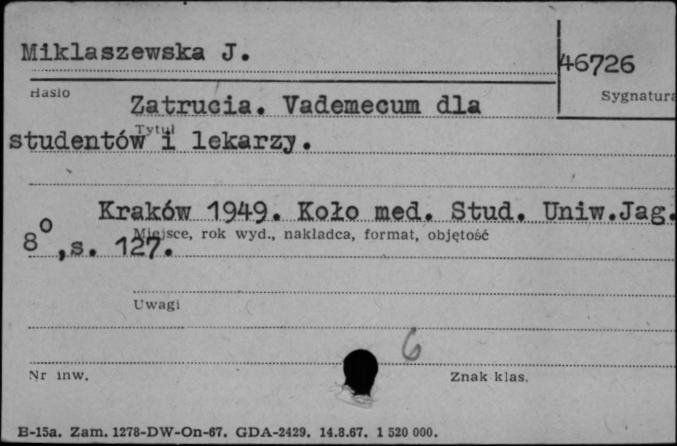 Miklaszewska J.
46726
Hasło
Sygnatura
Zatrucia. Vademecum dla
Tytuł
studentów i lekarzy.
Kraków 1949. Koło med. Stud. Uniw.Jag.
Miejsce, rok wyd., nakładca, format, objętość
8°,s. 127.
Uwagi
6
Nr inw.
Znak klas.
B-15a. Zam. 1278-DW-On-67. GDA-2429. 14.8.67. 1 520 000.